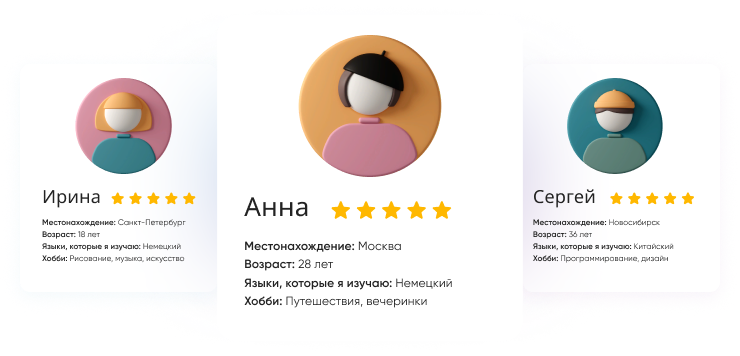 Ирина
Местонахождение: Санкт-Петербург
Возраст: 18 лет
Языки, которые я изучаю: Немецкий
Хобби: Рисование, музыка, искусство
Анна
Местонахождение: Москва
Возраст: 28 лет
Языки, которые я изучаю: Немецкий
Хобби: Путешествия, вечеринки
Сергей
Местонахождение: Новосибирск
Возраст: 36 лет
Языки, которые я изучаю: Китайский
Хобби: Программирование, дизайн